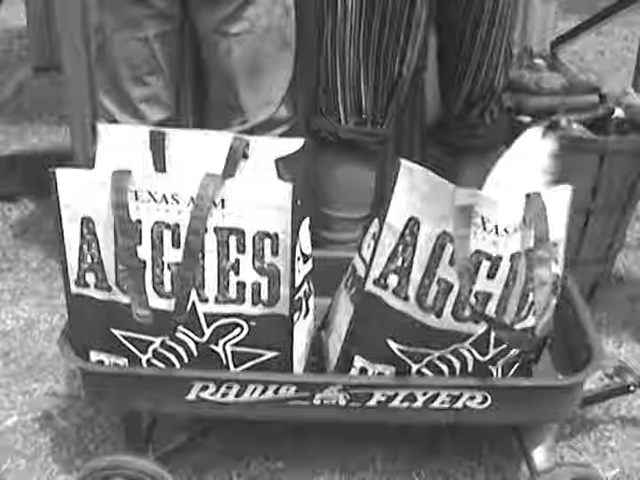 TEXAS A&M
AGGIES
TEXAS
AGGIE
RADIO FLYER